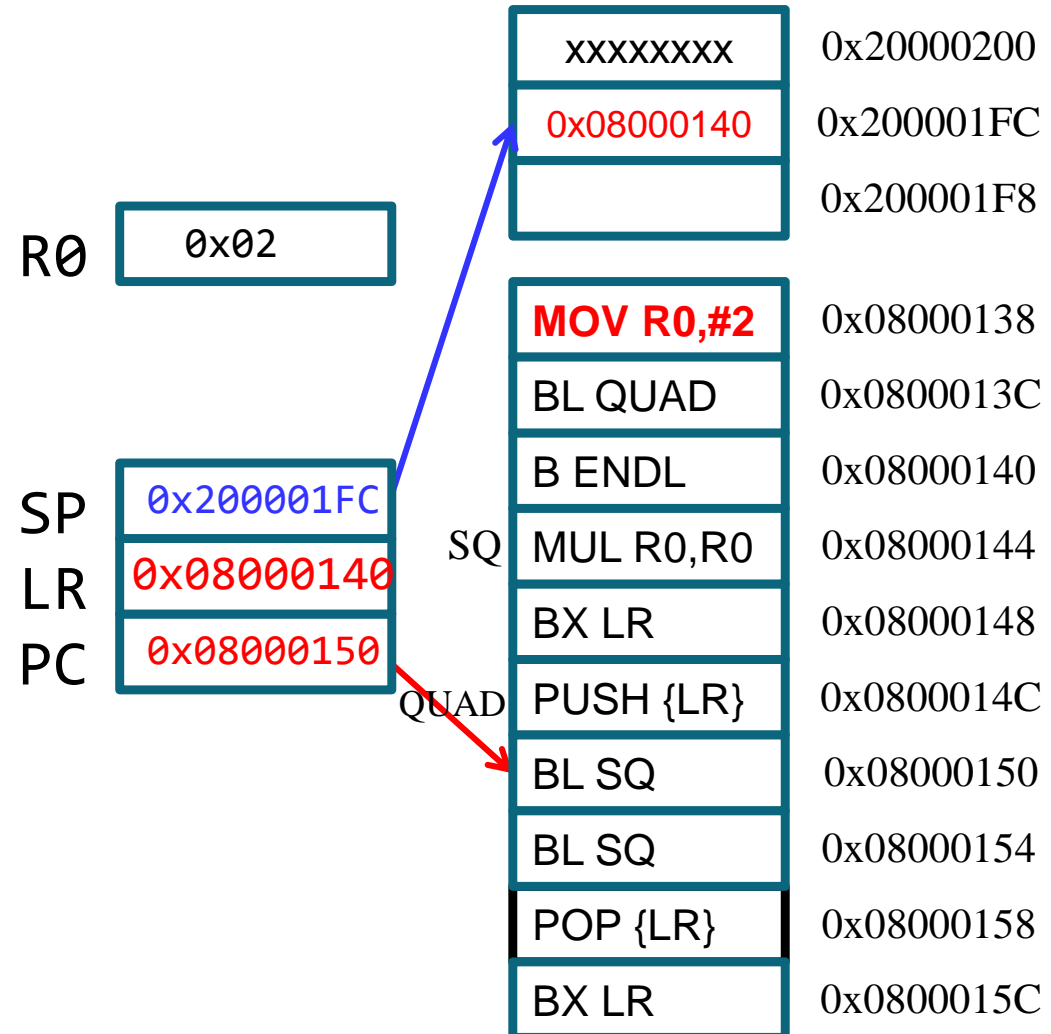 xxxxxxxx 0x20000200
0x08000140 0x200001FC
0x200001F8
R0 0x02
MOV R0,#2 0x08000138
BL QUAD 0x0800013C
B ENDL 0x08000140
SP 0x200001FC
SQ MUL R0,R0 0x08000144
LR 0x08000140
BX LR 0x08000148
PC 0x08000150
QUAD PUSH {LR} 0x0800014C
BL SQ 0x08000150
BL SQ 0x08000154
POP {LR} 0x08000158
BX LR 0x0800015C